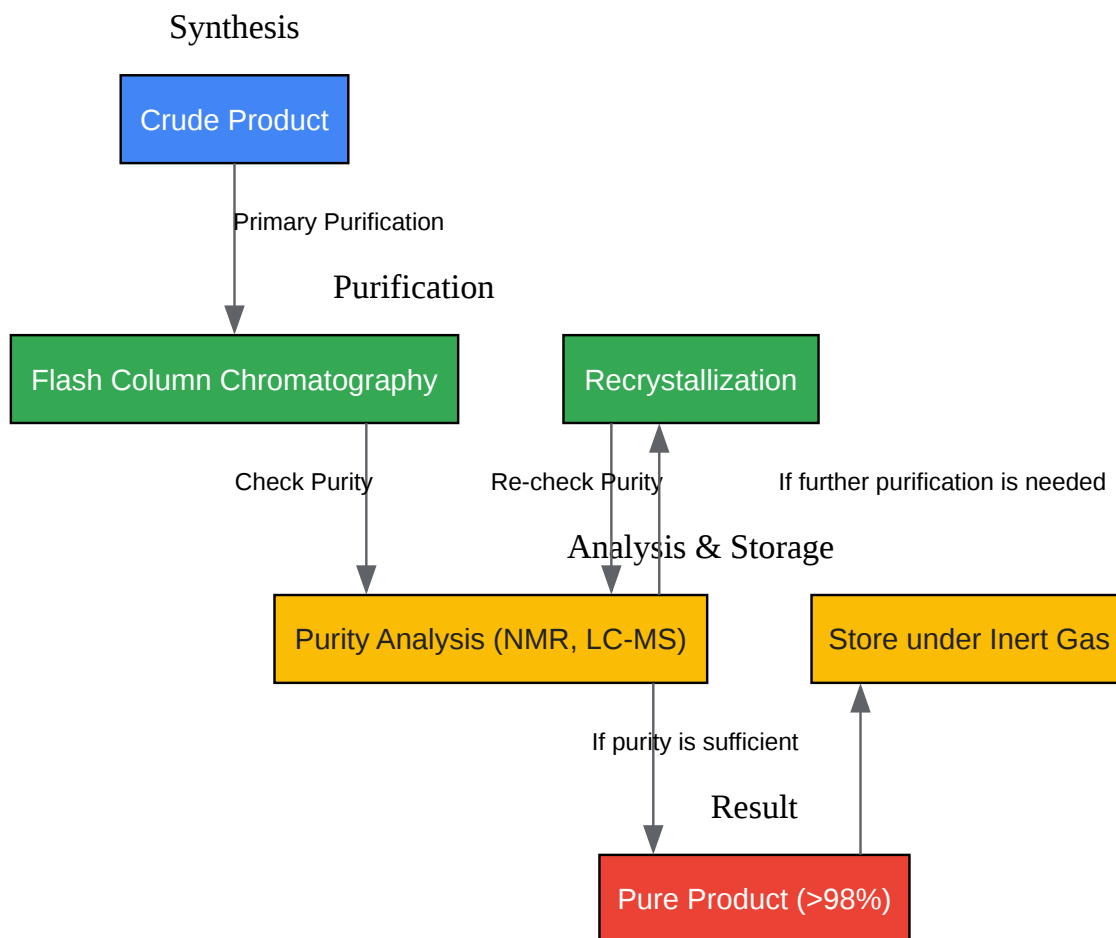 Synthesis
Crude Product
Primary Purification
Purification
Flash Column Chromatography
Recrystallization
Check Purity
Re-check Purity
If further purification is needed
Analysis & Storage
Purity Analysis (NMR, LC-MS)
Store under Inert Gas
If purity is sufficient
Result
Pure Product (>98%)